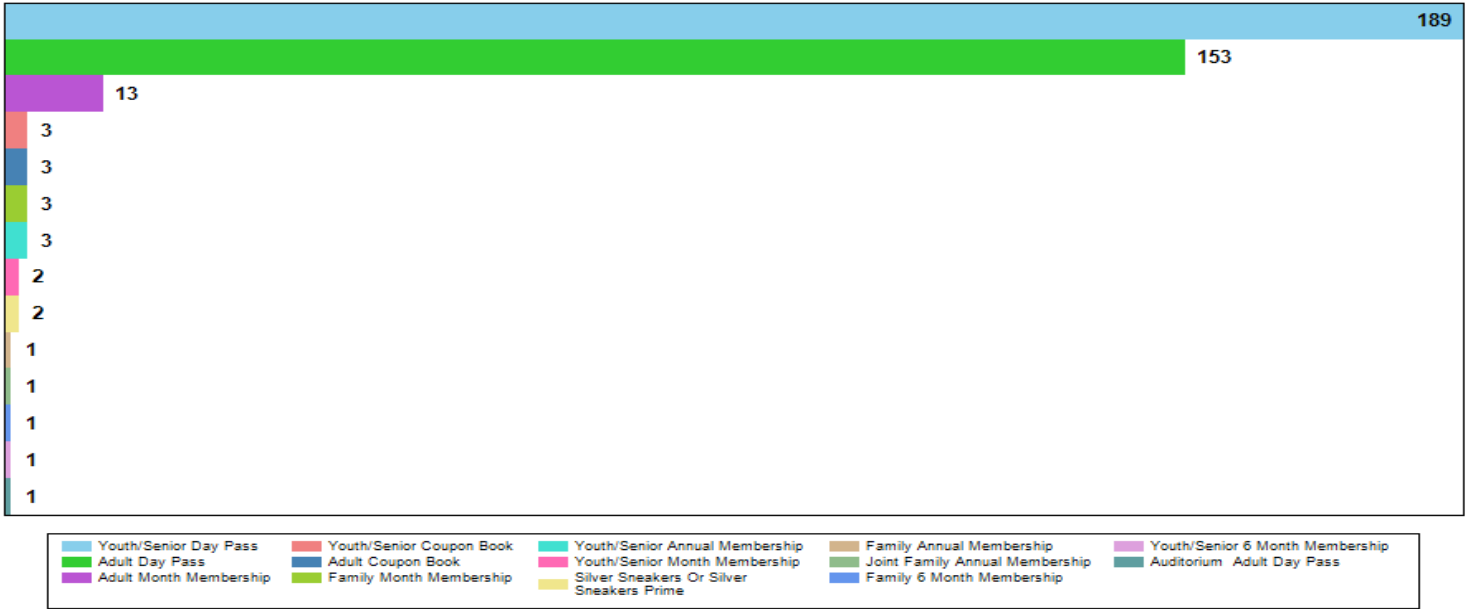 189
153
13
3
3
3
3
2
2
1
1
1
1
1
Youth/Senior Day Pass
Adult Day Pass
Adult Month Membership
Youth/Senior Coupon Book
Adult Coupon Book
Family Month Membership
Youth/Senior Annual Membership
Youth/Senior Month Membership
Silver Sneakers Or Silver
Sneakers Prime
Family Annual Membership
Joint Family Annual Membership
Family 6 Month Membership
Youth/Senior 6 Month Membership
Auditorium  Adult Day Pass